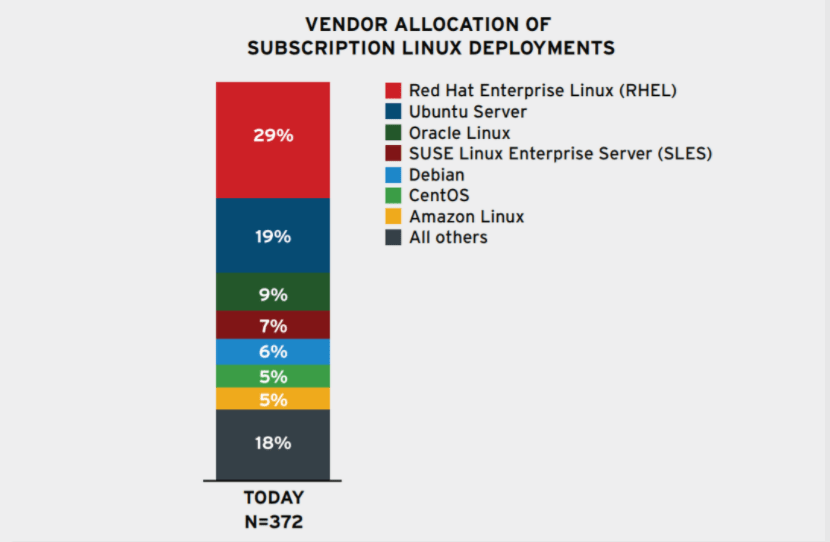 VENDOR ALLOCATION OF
SUBSCRIPTION LINUX DEPLOYMENTS
29%
19%
9%
7%
6%
5%
5%
18%
TODAY
N=372
Red Hat Enterprise Linux (RHEL)
Ubuntu Server
Oracle Linux
SUSE Linux Enterprise Server (SLES)
Debian
CentOS
Amazon Linux
All others